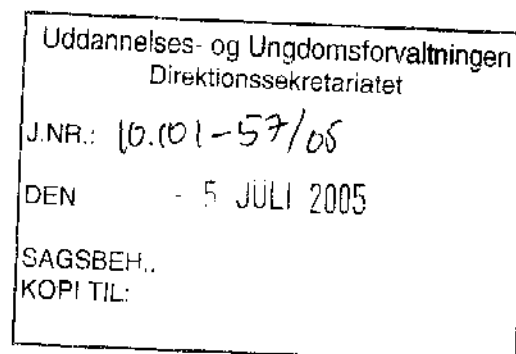 Uddannelses- og Ungdomsforvaltningen
Direktionssekretariatet
J.NR.: 10.101-57/05
DEN - 5 JULI 2005
SAGSBEH.:
KOPI TIL: